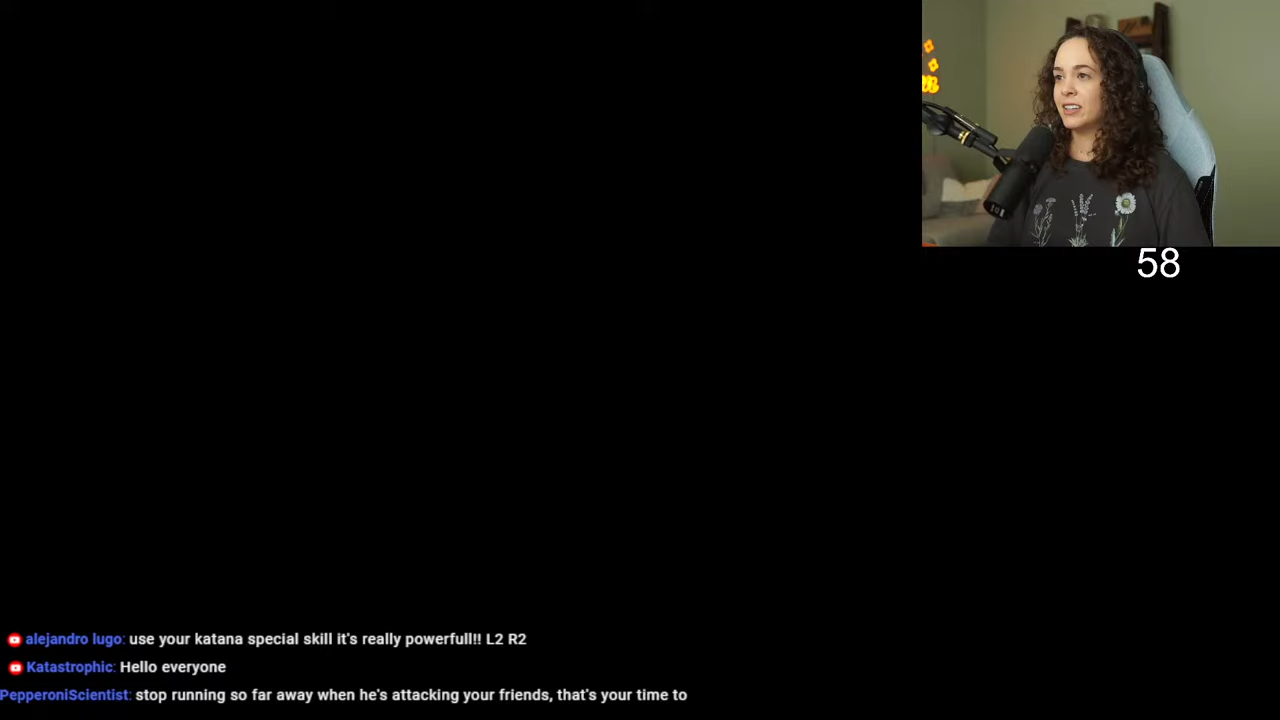 58
alejandro lugo: use your katana special skill it's really powerfull!! L2 R2
Katastrophic: Hello everyone
PepperoniScientist: stop running so far away when he's attacking your friends, that's your time to